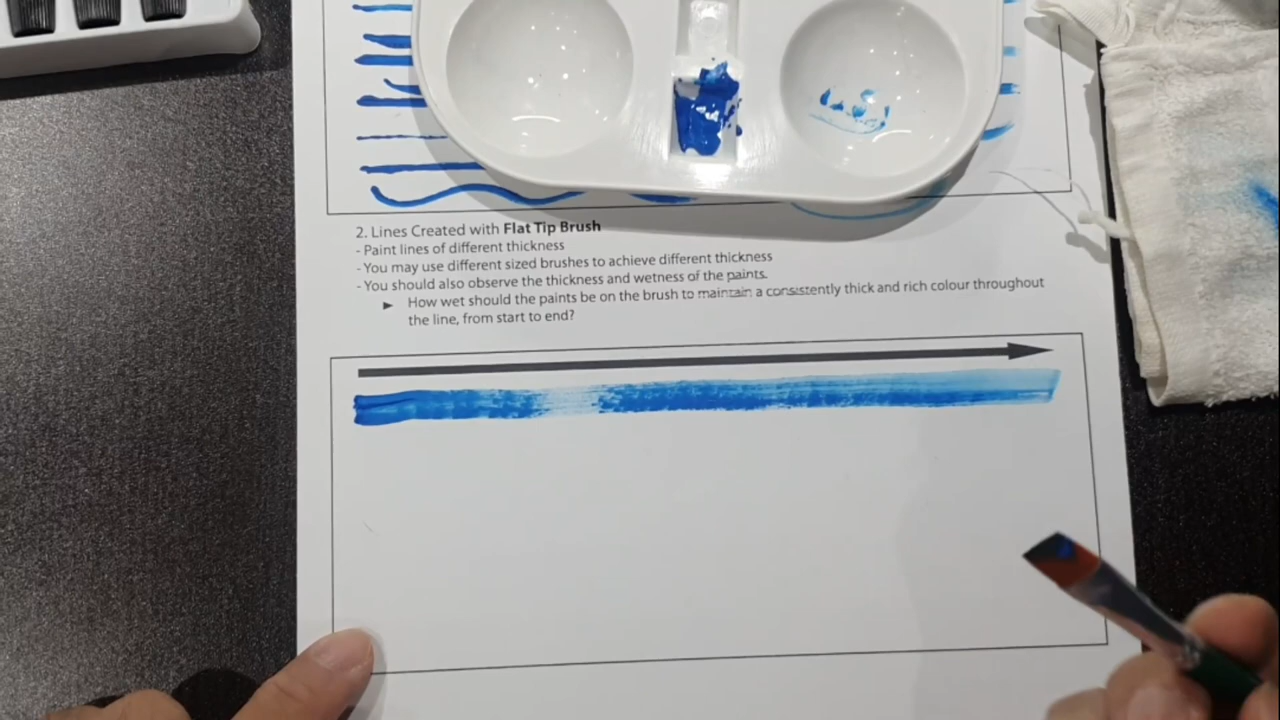 2. Lines Created with Flat Tip Brush
- Paint lines of different thickness
- You may use different sized brushes to achieve different thickness
- You should also observe the thickness and wetness of the paints.
► How wet should the paints be on the brush to maintain a consistently thick and rich colour throughout
the line, from start to end?